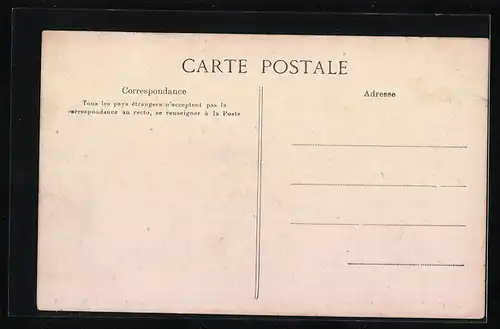 CARTE POSTALE
Correspondance
Tous les pays étrangers n'acceptent pas la
correspondance au recto, se renseigner à la Poste
Adresse